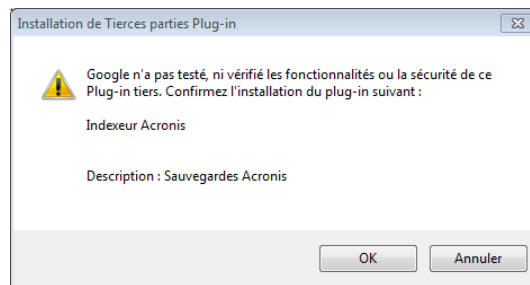 Installation de Tierces parties Plug-in
Google n'a pas testé, ni vérifié les fonctionnalités ou la sécurité de ce
Plug-in tiers. Confirmez l'installation du plug-in suivant :
Indexeur Acronis
Description : Sauvegardes Acronis
OK
Annuler